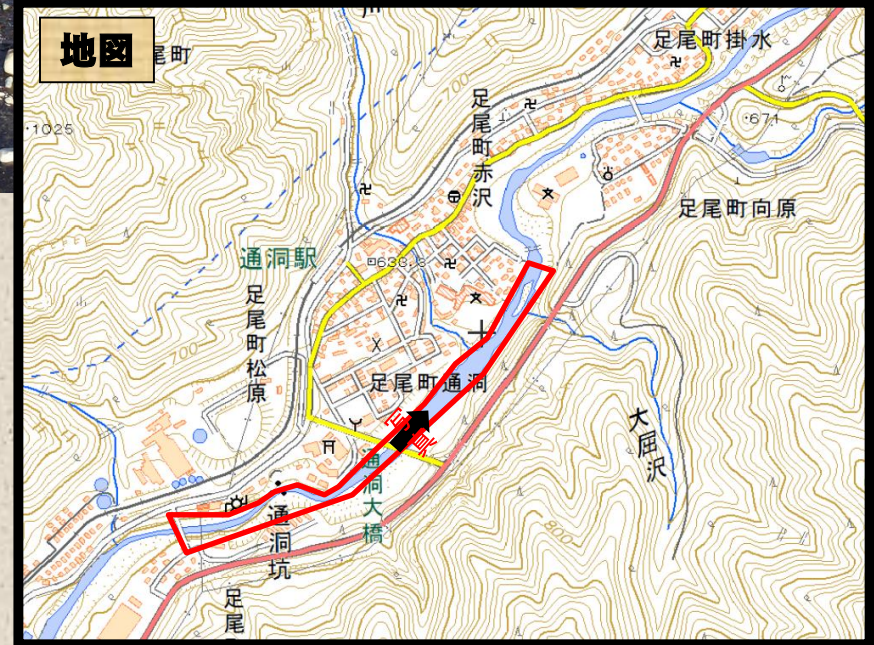 地図
尾町
足尾町掛水
・1025
足尾町赤沢
・671
足尾町向原
通洞駅
638.8
足尾町松原
700
足尾町通洞
大屈沢
通洞大橋
通洞坑
800
足尾